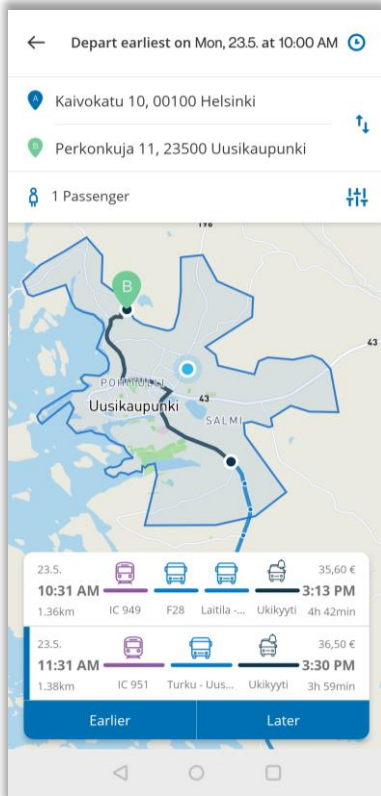 Depart earliest on Mon, 23.5. at 10:00 AM
A
Kaivokatu 10, 00100 Helsinki
B
Perkonkuja 11, 23500 Uusikaupunki
1 Passenger
198
B
43
43
Uusikaupunki
SALMI
23.5.
35,60 €
10:31 AM
3:13 PM
1.36km IC 949 F28 Laitila -... Ukikyyti 4h 42min
23.5.
36,50 €
11:31 AM
3:30 PM
1.38km IC 951 Turku - Uus... Ukikyyti 3h 59min
Earlier Later